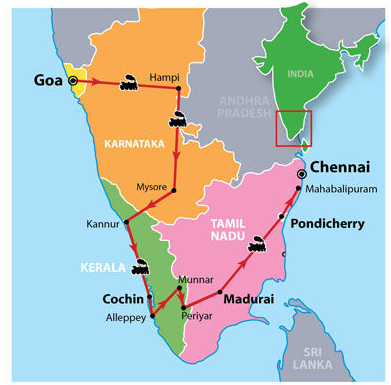 Goa
Hampi
INDIA
ANDHRA
PRADESH
KARNATAKA
Chennai
Mysore
Mahabalipuram
Kannur
TAMIL
NADU
Pondicherry
KERALA
Munnar
Cochin
Madurai
Alleppey
Periyar
SRI
LANKA